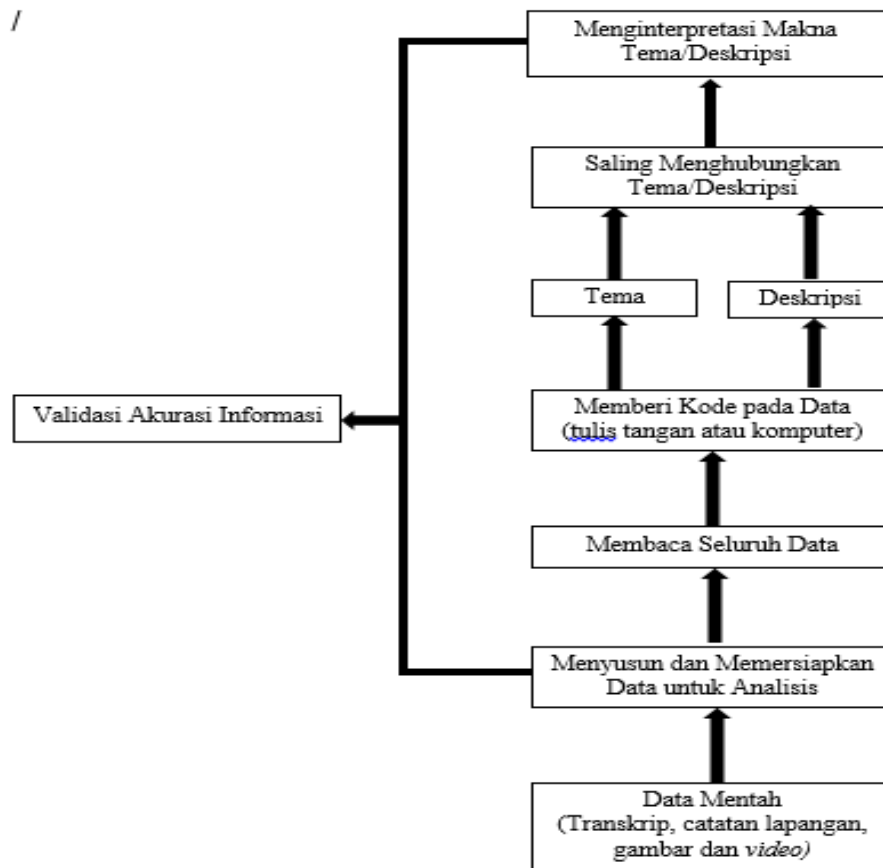 /
Menginterpretasi Makna
Tema/Deskripsi
Saling Menghubungkan
Tema/Deskripsi
Tema
Deskripsi
Validasi Akurasi Informasi
Memberi Kode pada Data
(tulis tangan atau komputer)
Membaca Seluruh Data
Menyusun dan Memersiapkan
Data untuk Analisis
Data Mentah
(Transkrip, catatan lapangan,
gambar dan video)